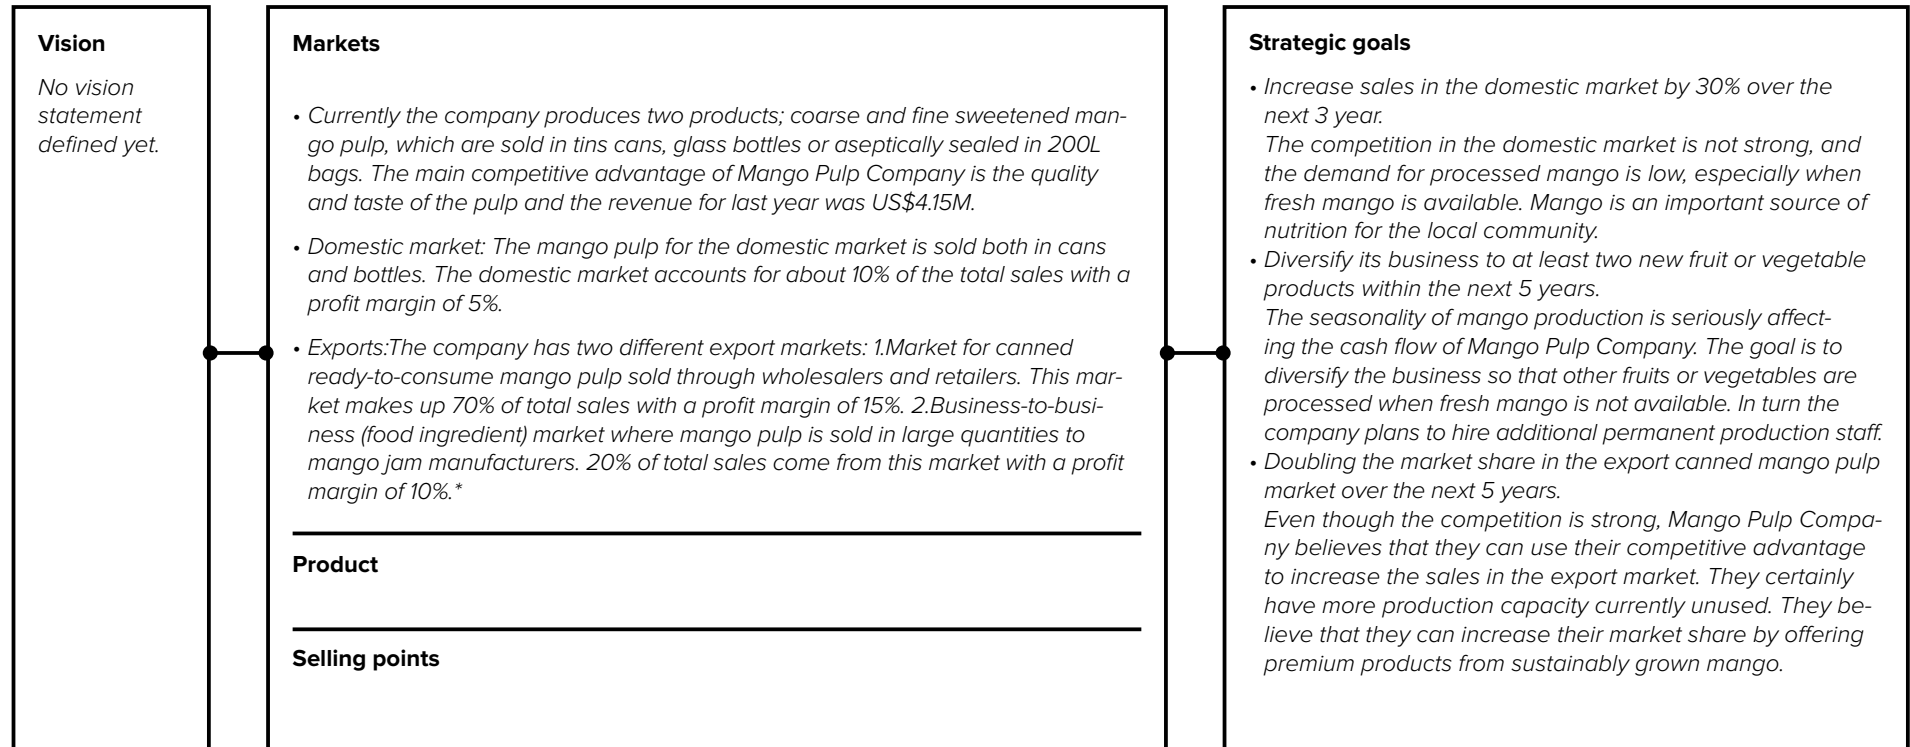 Vision
No vision
statement
defined yet.
Markets
• Currently the company produces two products; coarse and fine sweetened man-
go pulp, which are sold in tins cans, glass bottles or aseptically sealed in 200L
bags. The main competitive advantage of Mango Pulp Company is the quality
and taste of the pulp and the revenue for last year was US$4.15M.
• Domestic market: The mango pulp for the domestic market is sold both in cans
and bottles. The domestic market accounts for about 10% of the total sales with a
profit margin of 5%.
• Exports:The company has two different export markets: 1.Market for canned
ready-to-consume mango pulp sold through wholesalers and retailers. This mar-
ket makes up 70% of total sales with a profit margin of 15%. 2.Business-to-busi-
ness (food ingredient) market where mango pulp is sold in large quantities to
mango jam manufacturers. 20% of total sales come from this market with a profit
margin of 10%.*
Product
Selling points
Strategic goals
• Increase sales in the domestic market by 30% over the
next 3 year.
The competition in the domestic market is not strong, and
the demand for processed mango is low, especially when
fresh mango is available. Mango is an important source of
nutrition for the local community.
• Diversify its business to at least two new fruit or vegetable
products within the next 5 years.
The seasonality of mango production is seriously affect-
ing the cash flow of Mango Pulp Company. The goal is to
diversify the business so that other fruits or vegetables are
processed when fresh mango is not available. In turn the
company plans to hire additional permanent production staff.
• Doubling the market share in the export canned mango pulp
market over the next 5 years.
Even though the competition is strong, Mango Pulp Compa-
ny believes that they can use their competitive advantage
to increase the sales in the export market. They certainly
have more production capacity currently unused. They be-
lieve that they can increase their market share by offering
premium products from sustainably grown mango.